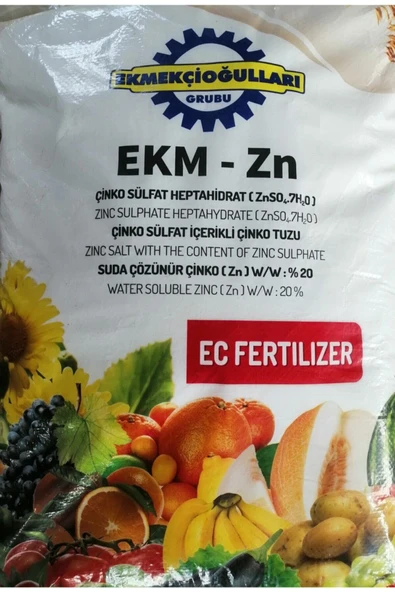 EKMEKÇİOĞULLARI
GRUBU
EKM - Zn
ÇİNKO SÜLFAT HEPTAHİDRAT ( ZnSO₄.7H₂O )
ZINC SULPHATE HEPTAHYDRATE ( ZnSO₄.7H₂O )
ÇİNKO SÜLFAT İÇERİKLİ ÇİNKO TUZU
ZINC SALT WITH THE CONTENT OF ZINC SULPHATE
SUDA ÇÖZÜNÜR ÇİNKO ( Zn ) W/W : % 20
WATER SOLUBLE ZINC ( Zn ) W/W : 20 %
EC FERTILIZER